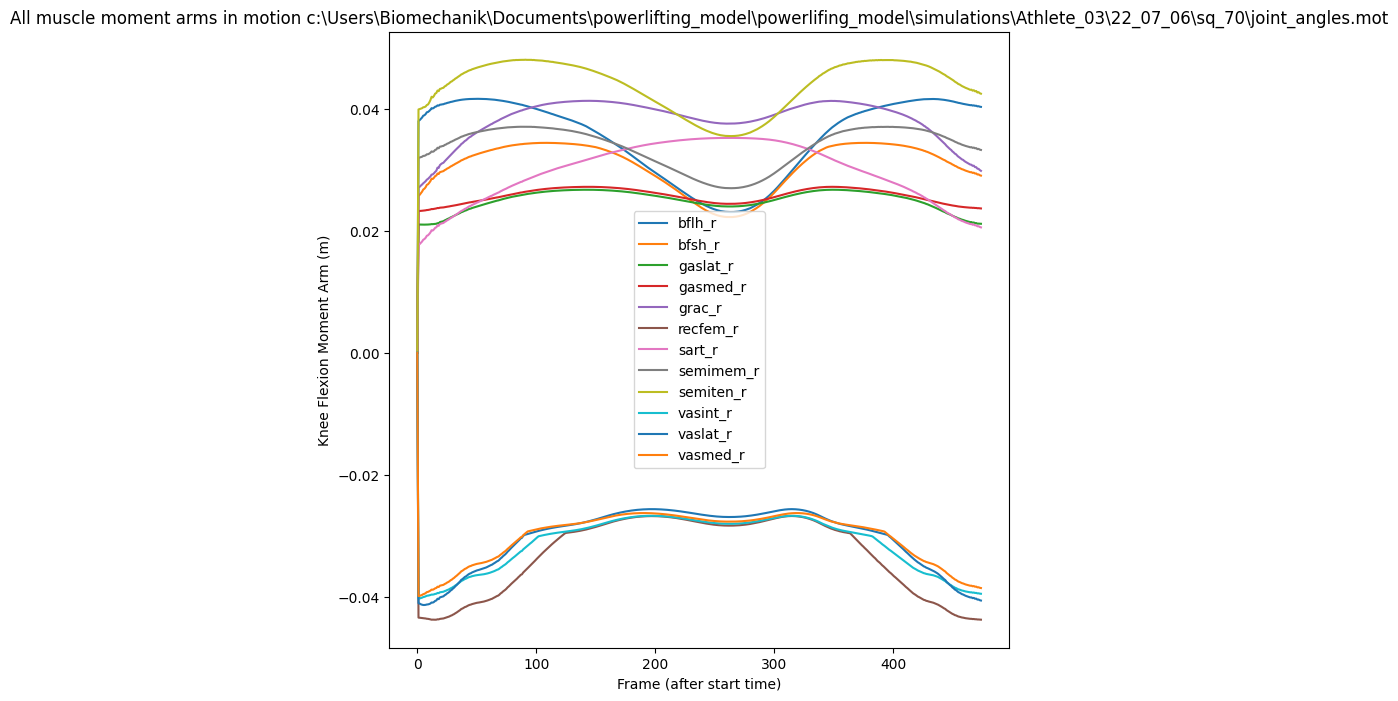 All muscle moment arms in motion c:\Users\Biomechanik\Documents\powerlifting_model\powerlifing_model\simulations\Athlete_03\22_07_06\sq_70\joint_angles.mot
Knee Flexion Moment Arm (m)
0.04
0.02
0.00
−0.02
−0.04
bflh_r
bfsh_r
gaslat_r
gasmed_r
grac_r
recfem_r
sart_r
semimem_r
semiten_r
vasint_r
vaslat_r
vasmed_r
0 100 200 300 400
Frame (after start time)